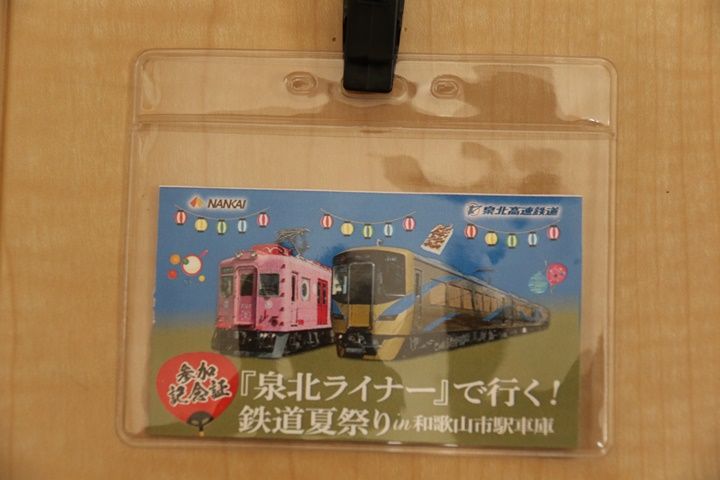 NANKAI
泉北高速鉄道
参加
記念証
『泉北ライナー』で行く!
鉄道夏祭りin和歌山市駅車庫